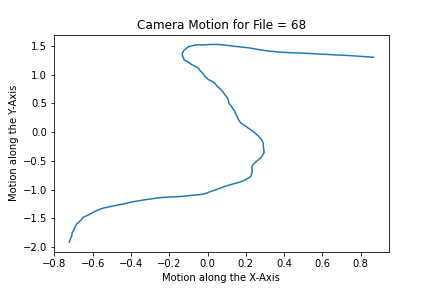 Camera Motion for File = 68
Motion along the Y-Axis
1.5
1.0
0.5
0.0
−0.5
−1.0
−1.5
−2.0
−0.8 −0.6 −0.4 −0.2 0.0 0.2 0.4 0.6 0.8
Motion along the X-Axis